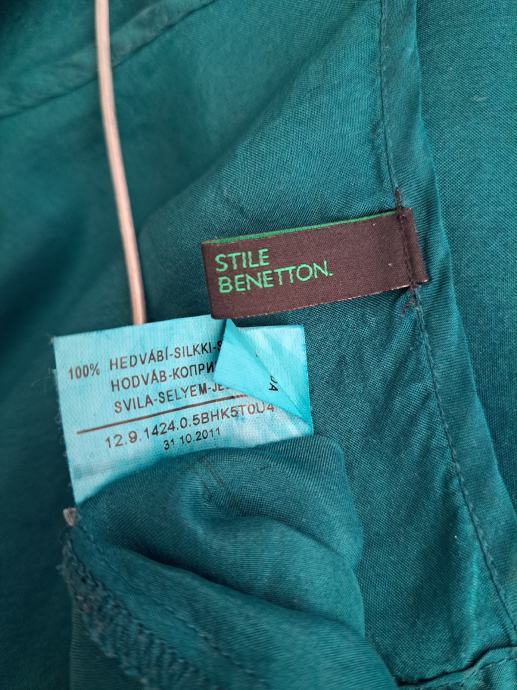 STILE
BENETTON.
100% HEDVÁBÍ-SILKKI-
HODVÁB-КОПРИ
SVILA-SELYEM-
12.9.1424.0.5BHK5T0U4
31.10.2011